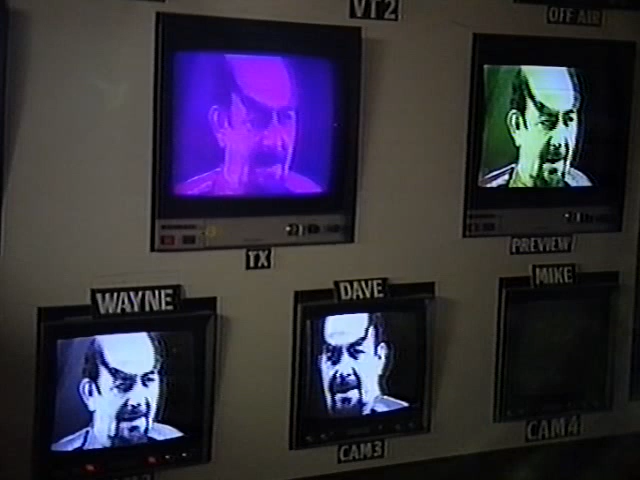 VT2
OFF AIR
TX
PREVIEW
WAYNE
DAVE
MIKE
CAM3
CAM4